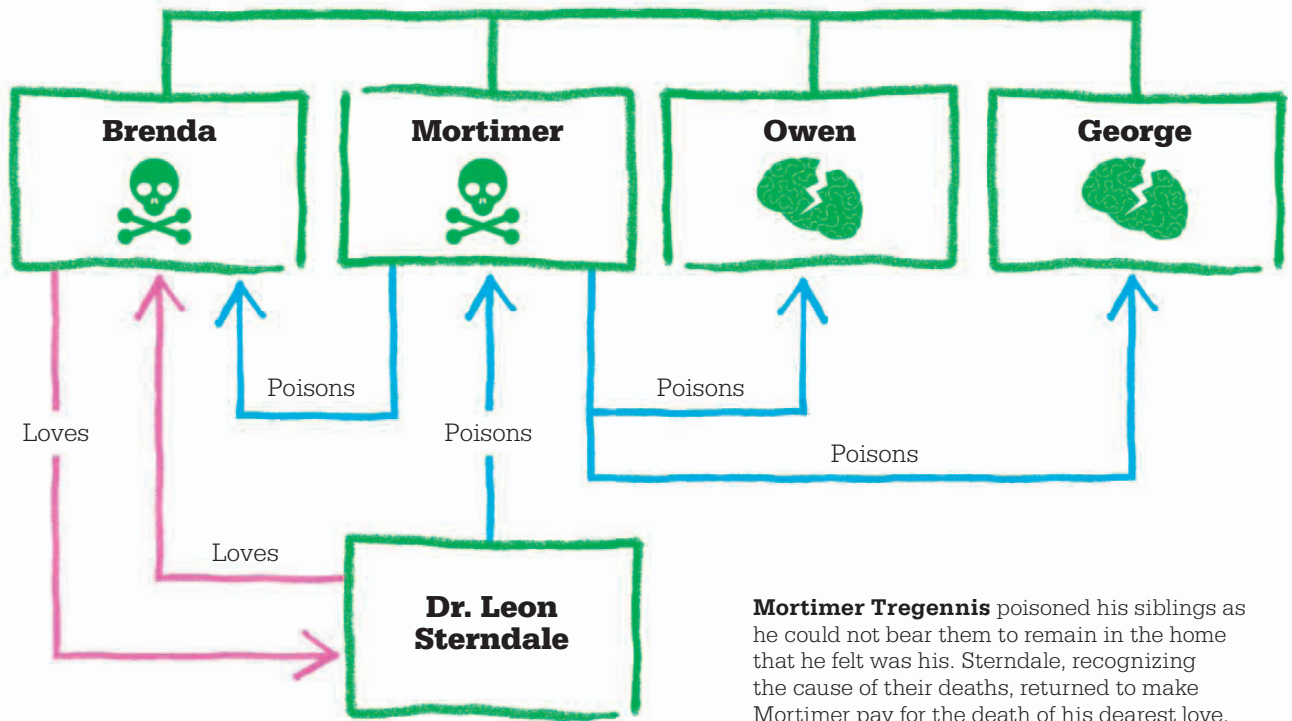 Brenda
Mortimer
Owen
George
Poisons
Poisons
Loves
Poisons
Poisons
Loves
Dr. Leon
Sterndale
Mortimer Tregennis poisoned his siblings as
he could not bear them to remain in the home
that he felt was his. Sterndale, recognizing
the cause of their deaths, returned to make
Mortimer pay for the death of his dearest love.